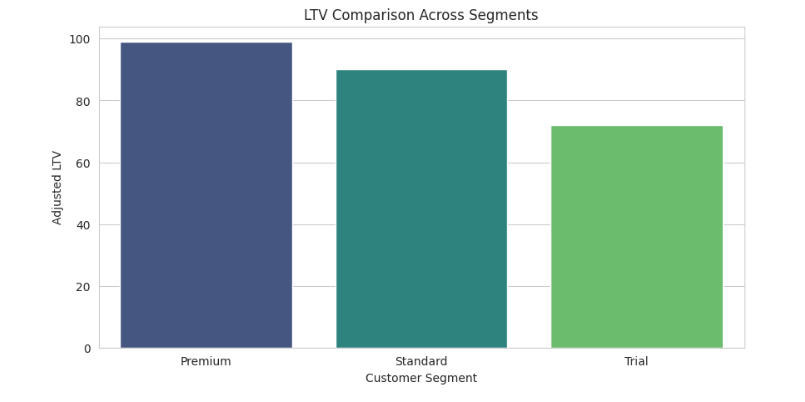 LTV Comparison Across Segments
100
80
60
40
20
0
Adjusted LTV
Premium
Standard
Trial
Customer Segment